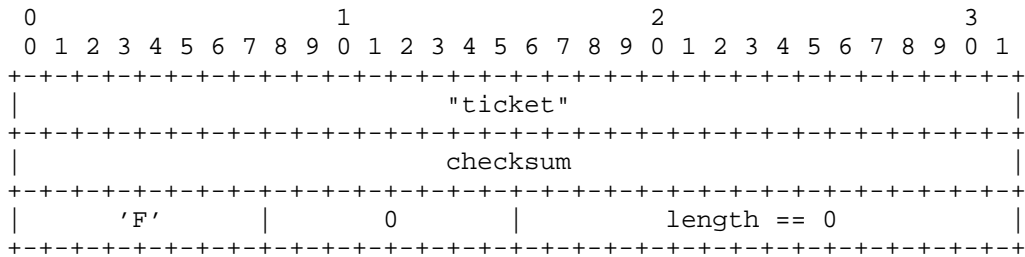 0                   1                   2                   3
 0 1 2 3 4 5 6 7 8 9 0 1 2 3 4 5 6 7 8 9 0 1 2 3 4 5 6 7 8 9 0 1
+-+-+-+-+-+-+-+-+-+-+-+-+-+-+-+-+-+-+-+-+-+-+-+-+-+-+-+-+-+-+-+-+
|                           "ticket"                            |
+-+-+-+-+-+-+-+-+-+-+-+-+-+-+-+-+-+-+-+-+-+-+-+-+-+-+-+-+-+-+-+-+
|                           checksum                            |
+-+-+-+-+-+-+-+-+-+-+-+-+-+-+-+-+-+-+-+-+-+-+-+-+-+-+-+-+-+-+-+-+
|      ’F’      |       0       |         length == 0           |
+-+-+-+-+-+-+-+-+-+-+-+-+-+-+-+-+-+-+-+-+-+-+-+-+-+-+-+-+-+-+-+-+